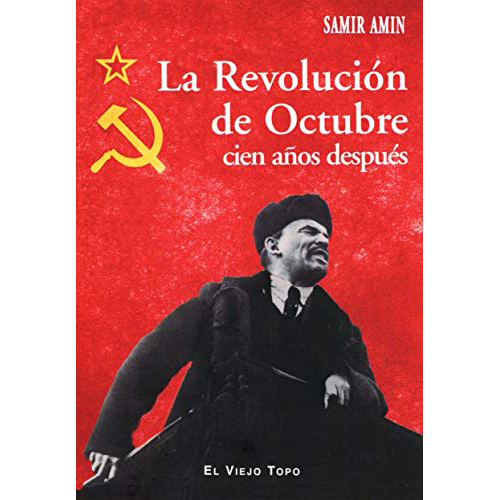 SAMIR AMIN
La Revolución
de Octubre
cien años después
EL VIEJO TOPO